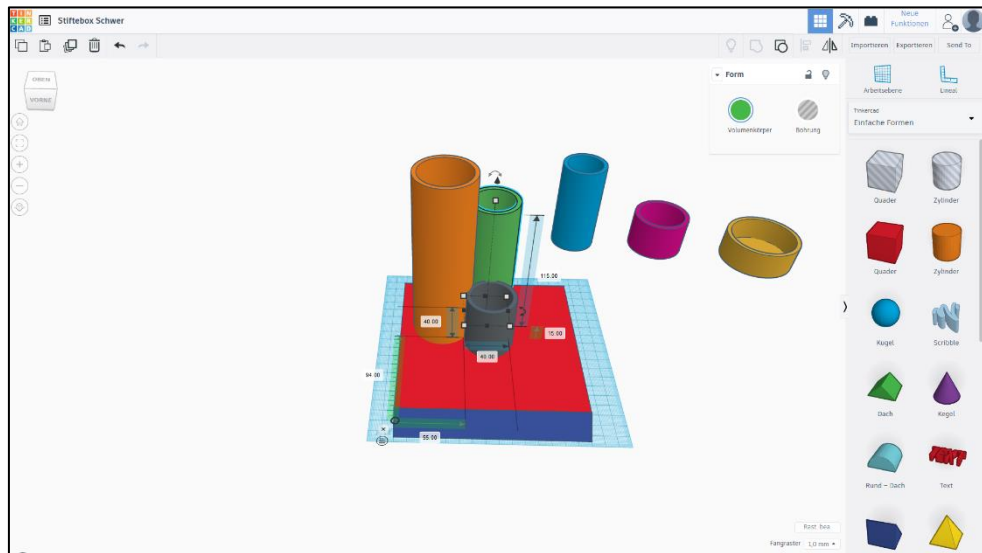 TIN
KER
CAD
Stiftebox Schwer
Neue
Funktionen
Importieren
Exportieren
Send To
OBEN
VORNE
Form
Volumenkörper
Bohrung
Arbeitsebene
Lineal
Tinkercad
Einfache Formen
Quader
Zylinder
Quader
Zylinder
Kugel
Scribble
Dach
Kegel
Rund – Dach
TEXT
Text
115.00
40.00
15.00
40.00
94.00
55.00
Fangraster
1,0 mm